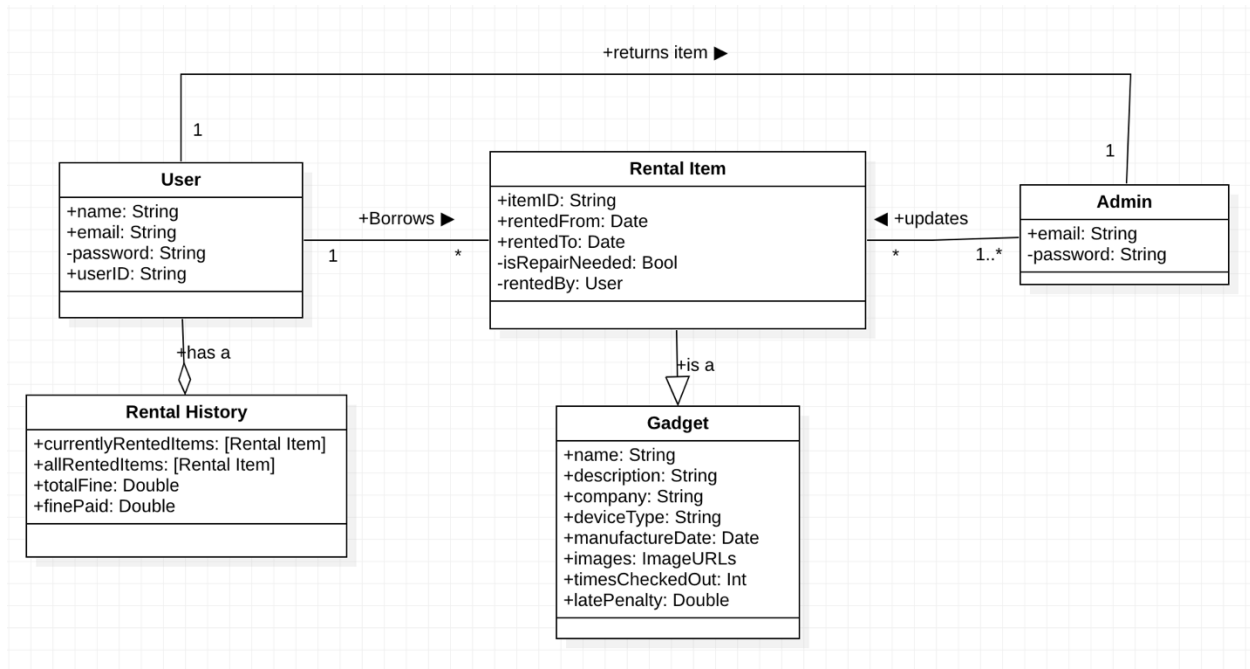 +returns item ▶
1
1
User
+name: String
+email: String
-password: String
+userID: String
+Borrows ▶
1
*
Rental Item
+itemID: String
+rentedFrom: Date
+rentedTo: Date
-isRepairNeeded: Bool
-rentedBy: User
◀ +updates
*
1..*
Admin
+email: String
-password: String
+has a
Rental History
+currentlyRentedItems: [Rental Item]
+allRentedItems: [Rental Item]
+totalFine: Double
+finePaid: Double
+is a
Gadget
+name: String
+description: String
+company: String
+deviceType: String
+manufactureDate: Date
+images: ImageURLs
+timesCheckedOut: Int
+latePenalty: Double